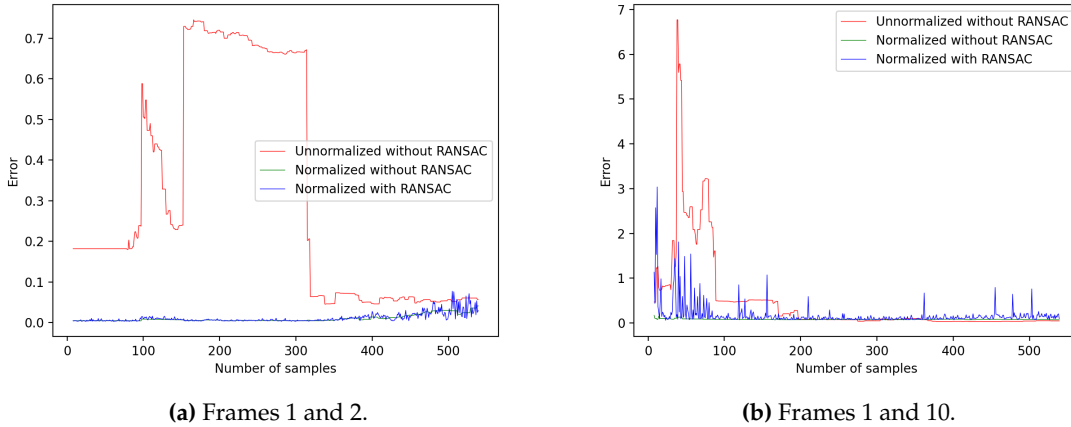 0.7
0.6
0.5
0.4
0.3
0.2
0.1
0.0
Error
0 100 200 300 400 500
Number of samples
Unnormalized without RANSAC
Normalized without RANSAC
Normalized with RANSAC
(a) Frames 1 and 2.
7
6
5
4
3
2
1
0
Error
0 100 200 300 400 500
Number of samples
Unnormalized without RANSAC
Normalized without RANSAC
Normalized with RANSAC
(b) Frames 1 and 10.